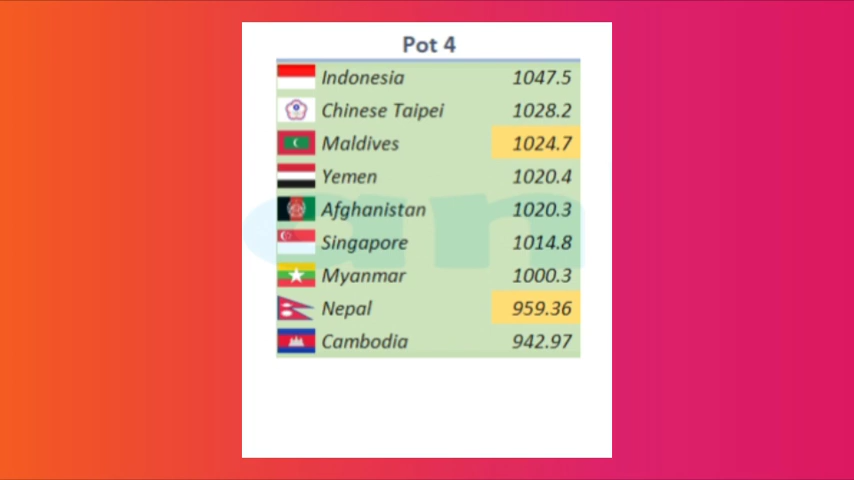 Pot 4
Indonesia 1047.5
Chinese Taipei 1028.2
Maldives 1024.7
Yemen 1020.4
Afghanistan 1020.3
Singapore 1014.8
Myanmar 1000.3
Nepal 959.36
Cambodia 942.97